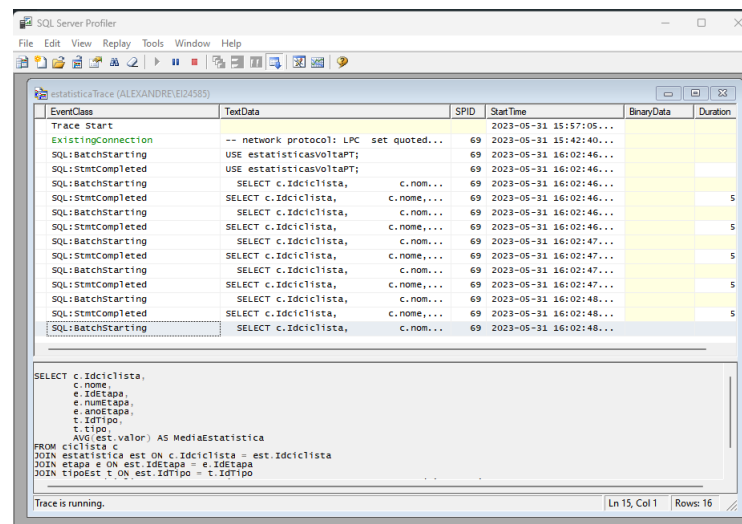 SQL Server Profiler
File Edit View Replay Tools Window Help
estatisticaTrace (ALEXANDRE\EI24585)
EventClass TextData SPID StartTime BinaryData Duration
Trace Start 2023-05-31 15:57:05...
ExistingConnection -- network protocol: LPC set quoted... 69 2023-05-31 15:42:40...
SQL:BatchStarting USE estatisticasVoltaPT; 69 2023-05-31 16:02:46...
SQL:StmtCompleted USE estatisticasVoltaPT; 69 2023-05-31 16:02:46...
SQL:BatchStarting SELECT c.Idciclista, c.nom... 69 2023-05-31 16:02:46...
SQL:StmtCompleted SELECT c.Idciclista, c.nome,... 69 2023-05-31 16:02:46... 5
SQL:BatchStarting SELECT c.Idciclista, c.nom... 69 2023-05-31 16:02:46...
SQL:StmtCompleted SELECT c.Idciclista, c.nome,... 69 2023-05-31 16:02:46... 5
SQL:BatchStarting SELECT c.Idciclista, c.nom... 69 2023-05-31 16:02:47...
SQL:StmtCompleted SELECT c.Idciclista, c.nome,... 69 2023-05-31 16:02:47... 5
SQL:BatchStarting SELECT c.Idciclista, c.nom... 69 2023-05-31 16:02:47...
SQL:StmtCompleted SELECT c.Idciclista, c.nome,... 69 2023-05-31 16:02:47... 5
SQL:BatchStarting SELECT c.Idciclista, c.nom... 69 2023-05-31 16:02:48...
SQL:StmtCompleted SELECT c.Idciclista, c.nome,... 69 2023-05-31 16:02:48... 5
SQL:BatchStarting SELECT c.Idciclista, c.nom... 69 2023-05-31 16:02:48...
SELECT c.Idciclista,
c.nome,
e.IdEtapa,
e.numEtapa,
e.anoEtapa,
t.IdTipo,
t.tipo,
AVG(est.valor) AS MediaEstatistica
FROM ciclista c
JOIN estatistica est ON c.Idciclista = est.Idciclista
JOIN etapa e ON est.IdEtapa = e.IdEtapa
JOIN tipoEst t ON est.IdTipo = t.IdTipo
Trace is running. Ln 15, Col 1 Rows: 16